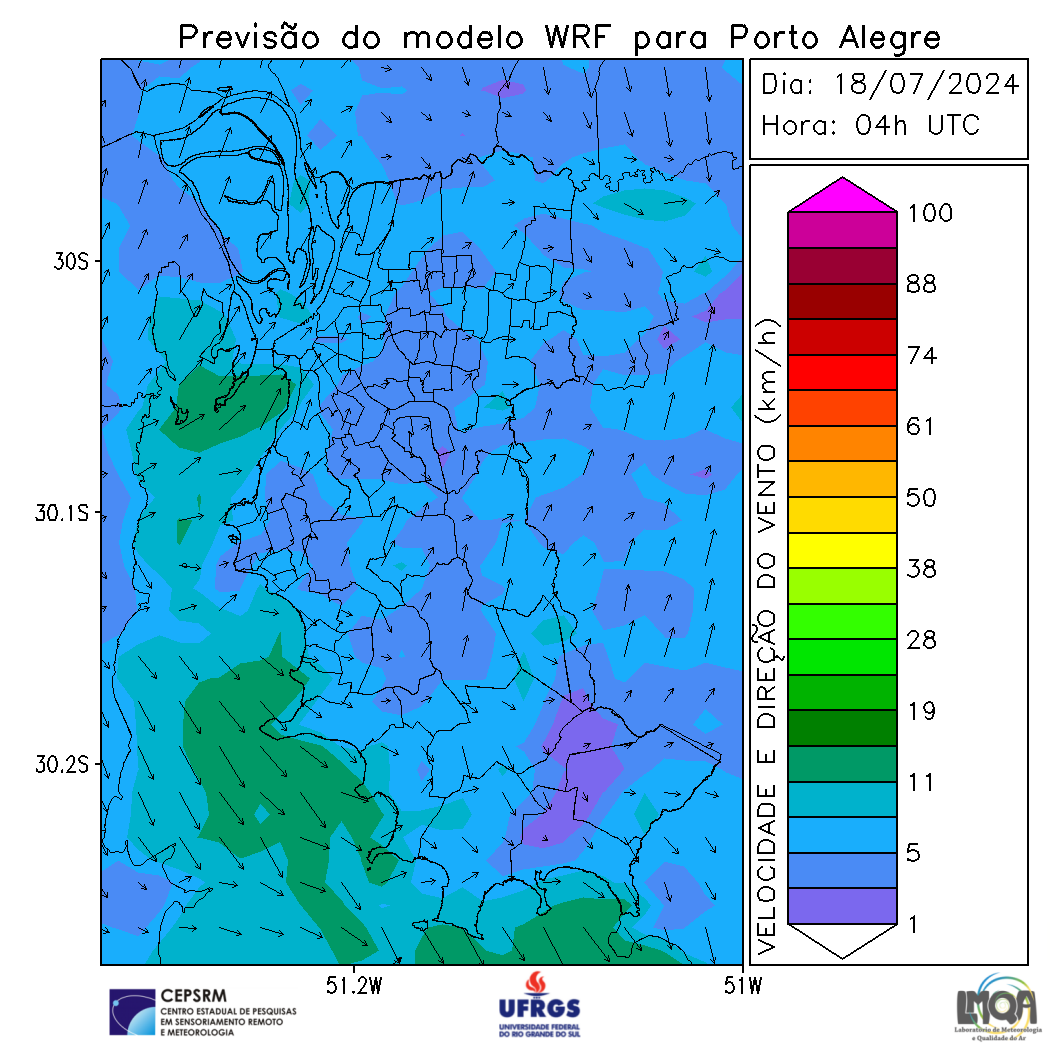 Previsão do modelo WRF para Porto Alegre
Dia: 18/07/2024
Hora: 04h UTC
30S
30.1S
30.2S
51.2W
51W
VELOCIDADE E DIREÇÃO DO VENTO (km/h)
100
88
74
61
50
38
28
19
11
5
1
CEPSRM
CENTRO ESTADUAL DE PESQUISAS
EM SENSORIAMENTO REMOTO
E METEOROLOGIA
UFRGS
UNIVERSIDADE FEDERAL
DO RIO GRANDE DO SUL
LMQA
Laboratório de Meteorologia
e Qualidade do Ar